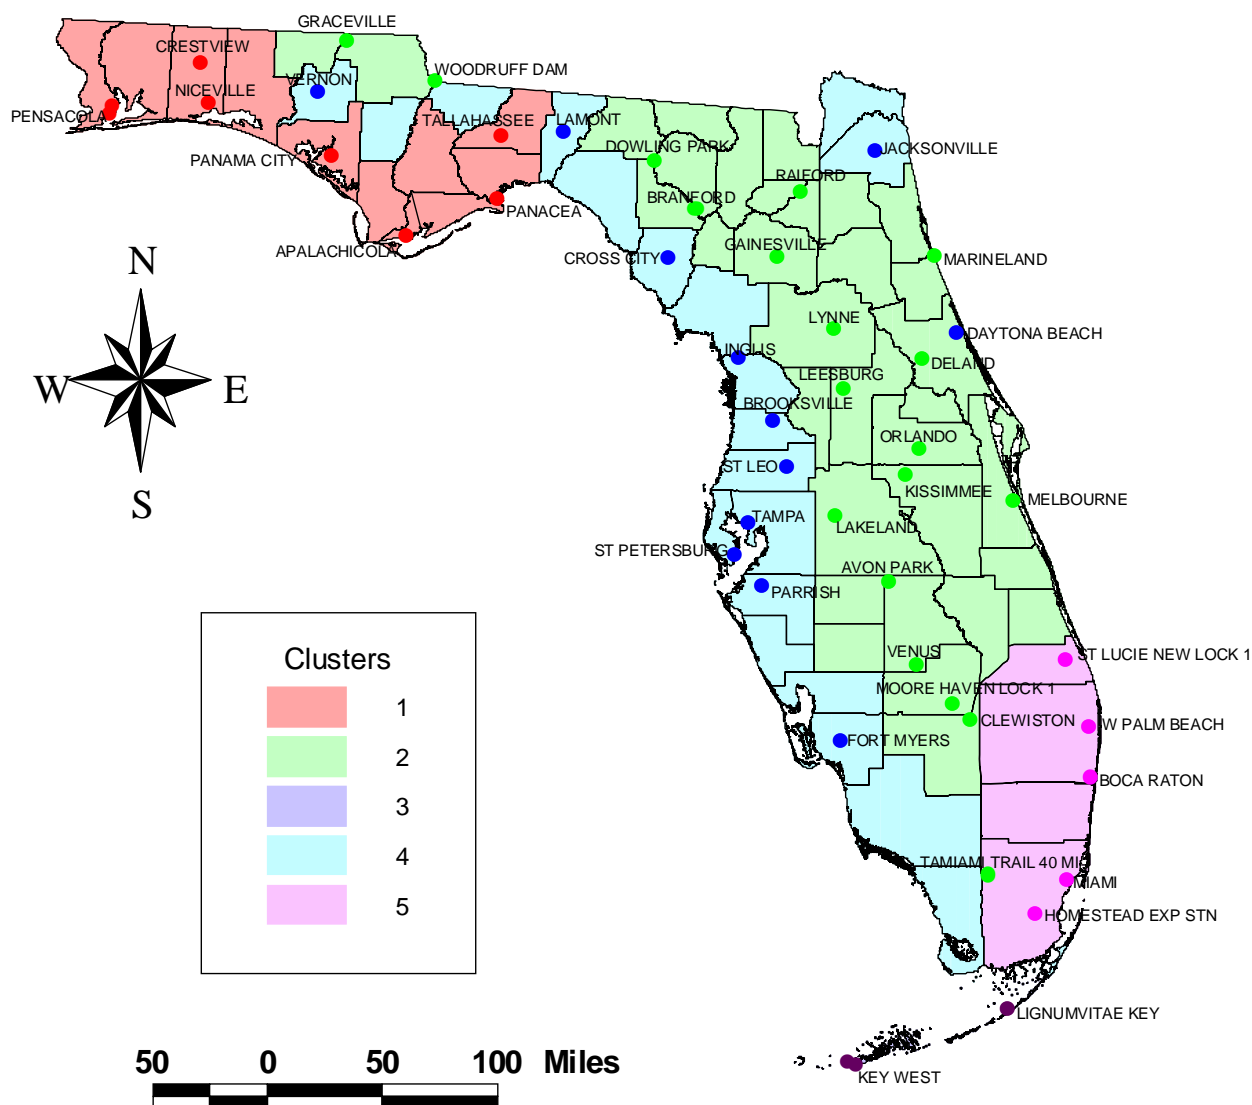 GRACEVILLE
CRESTVIEW
WOODRUFF DAM
VERNON
NICEVILLE
PENSACOLA
TALLAHASSEE
LAMONT
DOWLING PARK
JACKSONVILLE
PANAMA CITY
RAIFORD
BRANFORD
PANACEA
APALACHICOLA
GAINESVILLE
CROSS CITY
MARINELAND
N
LYNNE
DAYTONA BEACH
INGLIS
DELAND
W
E
LEESBURG
BROOKSVILLE
ORLANDO
ST LEO
KISSIMMEE
MELBOURNE
S
TAMPA
LAKELAND
ST PETERSBURG
AVON PARK
PARRISH
VENUS
ST LUCIE NEW LOCK 1
Clusters
MOORE HAVEN LOCK 1
1
CLEWISTON
W PALM BEACH
FORT MYERS
2
BOCA RATON
3
4
TAMIAMI TRAIL 40 MI
MIAMI
5
HOMESTEAD EXP STN
LIGNUMVITAE KEY
50 0 50 100 Miles
KEY WEST